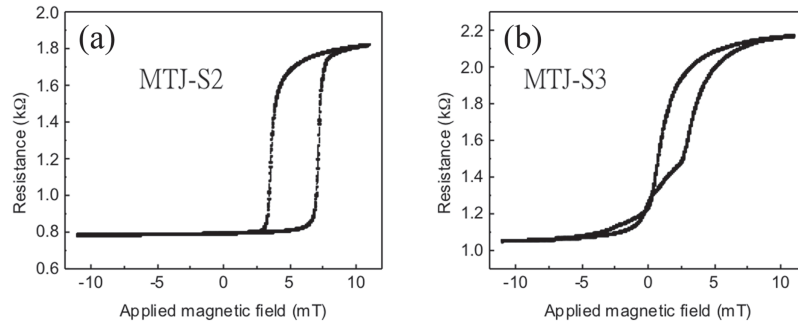 (a)
MTJ-S2
2.0
1.8
1.6
1.4
1.2
1.0
0.8
0.6
Resistance (kΩ)
-10 -5 0 5 10
Applied magnetic field (mT)
(b)
MTJ-S3
2.2
2.0
1.8
1.6
1.4
1.2
1.0
Resistance (kΩ)
-10 -5 0 5 10
Applied magnetic field (mT)